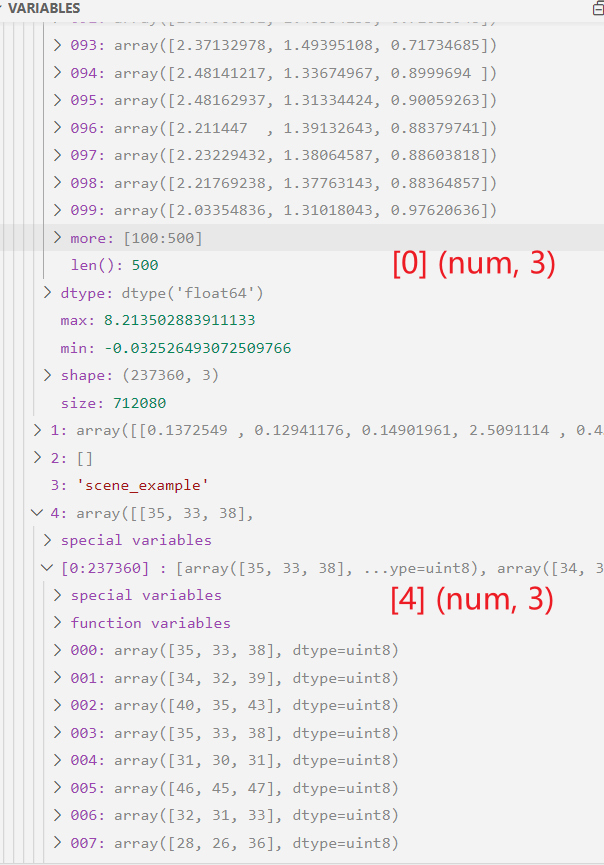 VARIABLES
093: array([2.37132978, 1.49395108, 0.71734685])
094: array([2.48141217, 1.33674967, 0.8999694 ])
095: array([2.48162937, 1.31334424, 0.90059263])
096: array([2.211447  , 1.39132643, 0.88379741])
097: array([2.23229432, 1.38064587, 0.88603818])
098: array([2.21769238, 1.37763143, 0.88364857])
099: array([2.03354836, 1.31018043, 0.97620636])
more: [100:500]
len(): 500
[0] (num, 3)
dtype: dtype('float64')
max: 8.213502883911133
min: -0.032526493072509766
shape: (237360, 3)
size: 712080
1: array([[0.1372549 , 0.12941176, 0.14901961, 2.5091114 , 0.4
2: []
3: 'scene_example'
4: array([[35, 33, 38],
special variables
[0:237360] : [array([35, 33, 38], ...ype=uint8), array([34, 3
special variables
[4] (num, 3)
function variables
000: array([35, 33, 38], dtype=uint8)
001: array([34, 32, 39], dtype=uint8)
002: array([40, 35, 43], dtype=uint8)
003: array([35, 33, 38], dtype=uint8)
004: array([31, 30, 31], dtype=uint8)
005: array([46, 45, 47], dtype=uint8)
006: array([32, 31, 33], dtype=uint8)
007: array([28, 26, 36], dtype=uint8)